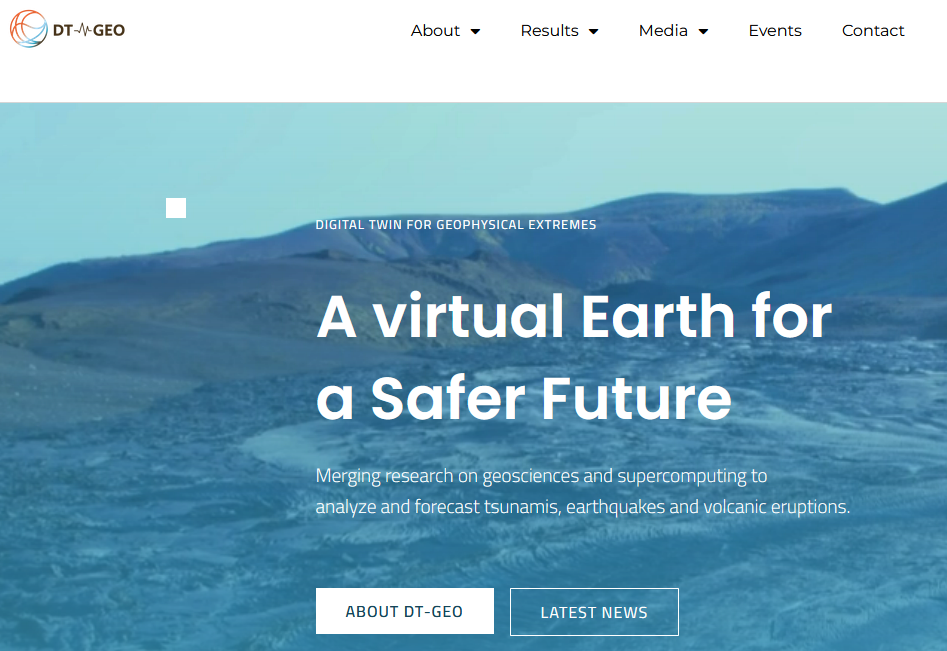 DT-GEO
About
Results
Media
Events
Contact
DIGITAL TWIN FOR GEOPHYSICAL EXTREMES
A virtual Earth for
a Safer Future
Merging research on geosciences and supercomputing to
analyze and forecast tsunamis, earthquakes and volcanic eruptions.
ABOUT DT-GEO
LATEST NEWS